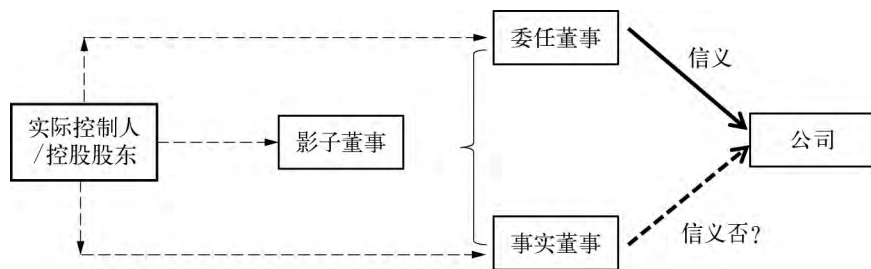 委任董事
信义
实际控制人
/控股股东
影子董事
公司
事实董事
信义否？